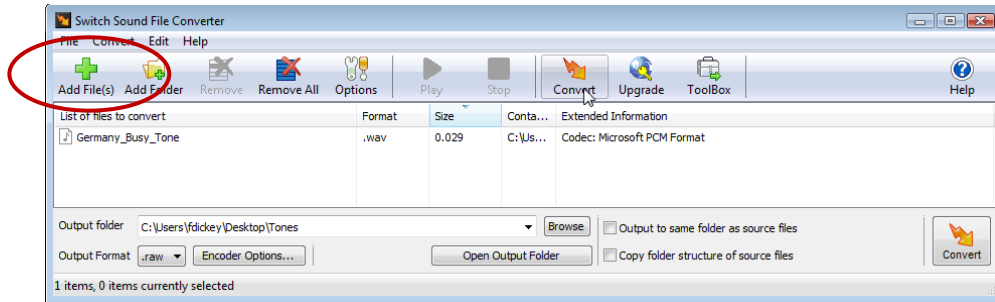 Switch Sound File Converter
File Convert Edit Help
Add File(s) Add Folder Remove Remove All Options Play Stop Convert Upgrade ToolBox Help
List of files to convert Format Size Conta... Extended Information
Germany_Busy_Tone .wav 0.029 C:\Us... Codec: Microsoft PCM Format
Output folder C:\Users\fdickey\Desktop\Tones Browse Output to same folder as source files
Output Format .raw Encoder Options... Open Output Folder Copy folder structure of source files Convert
1 items, 0 items currently selected